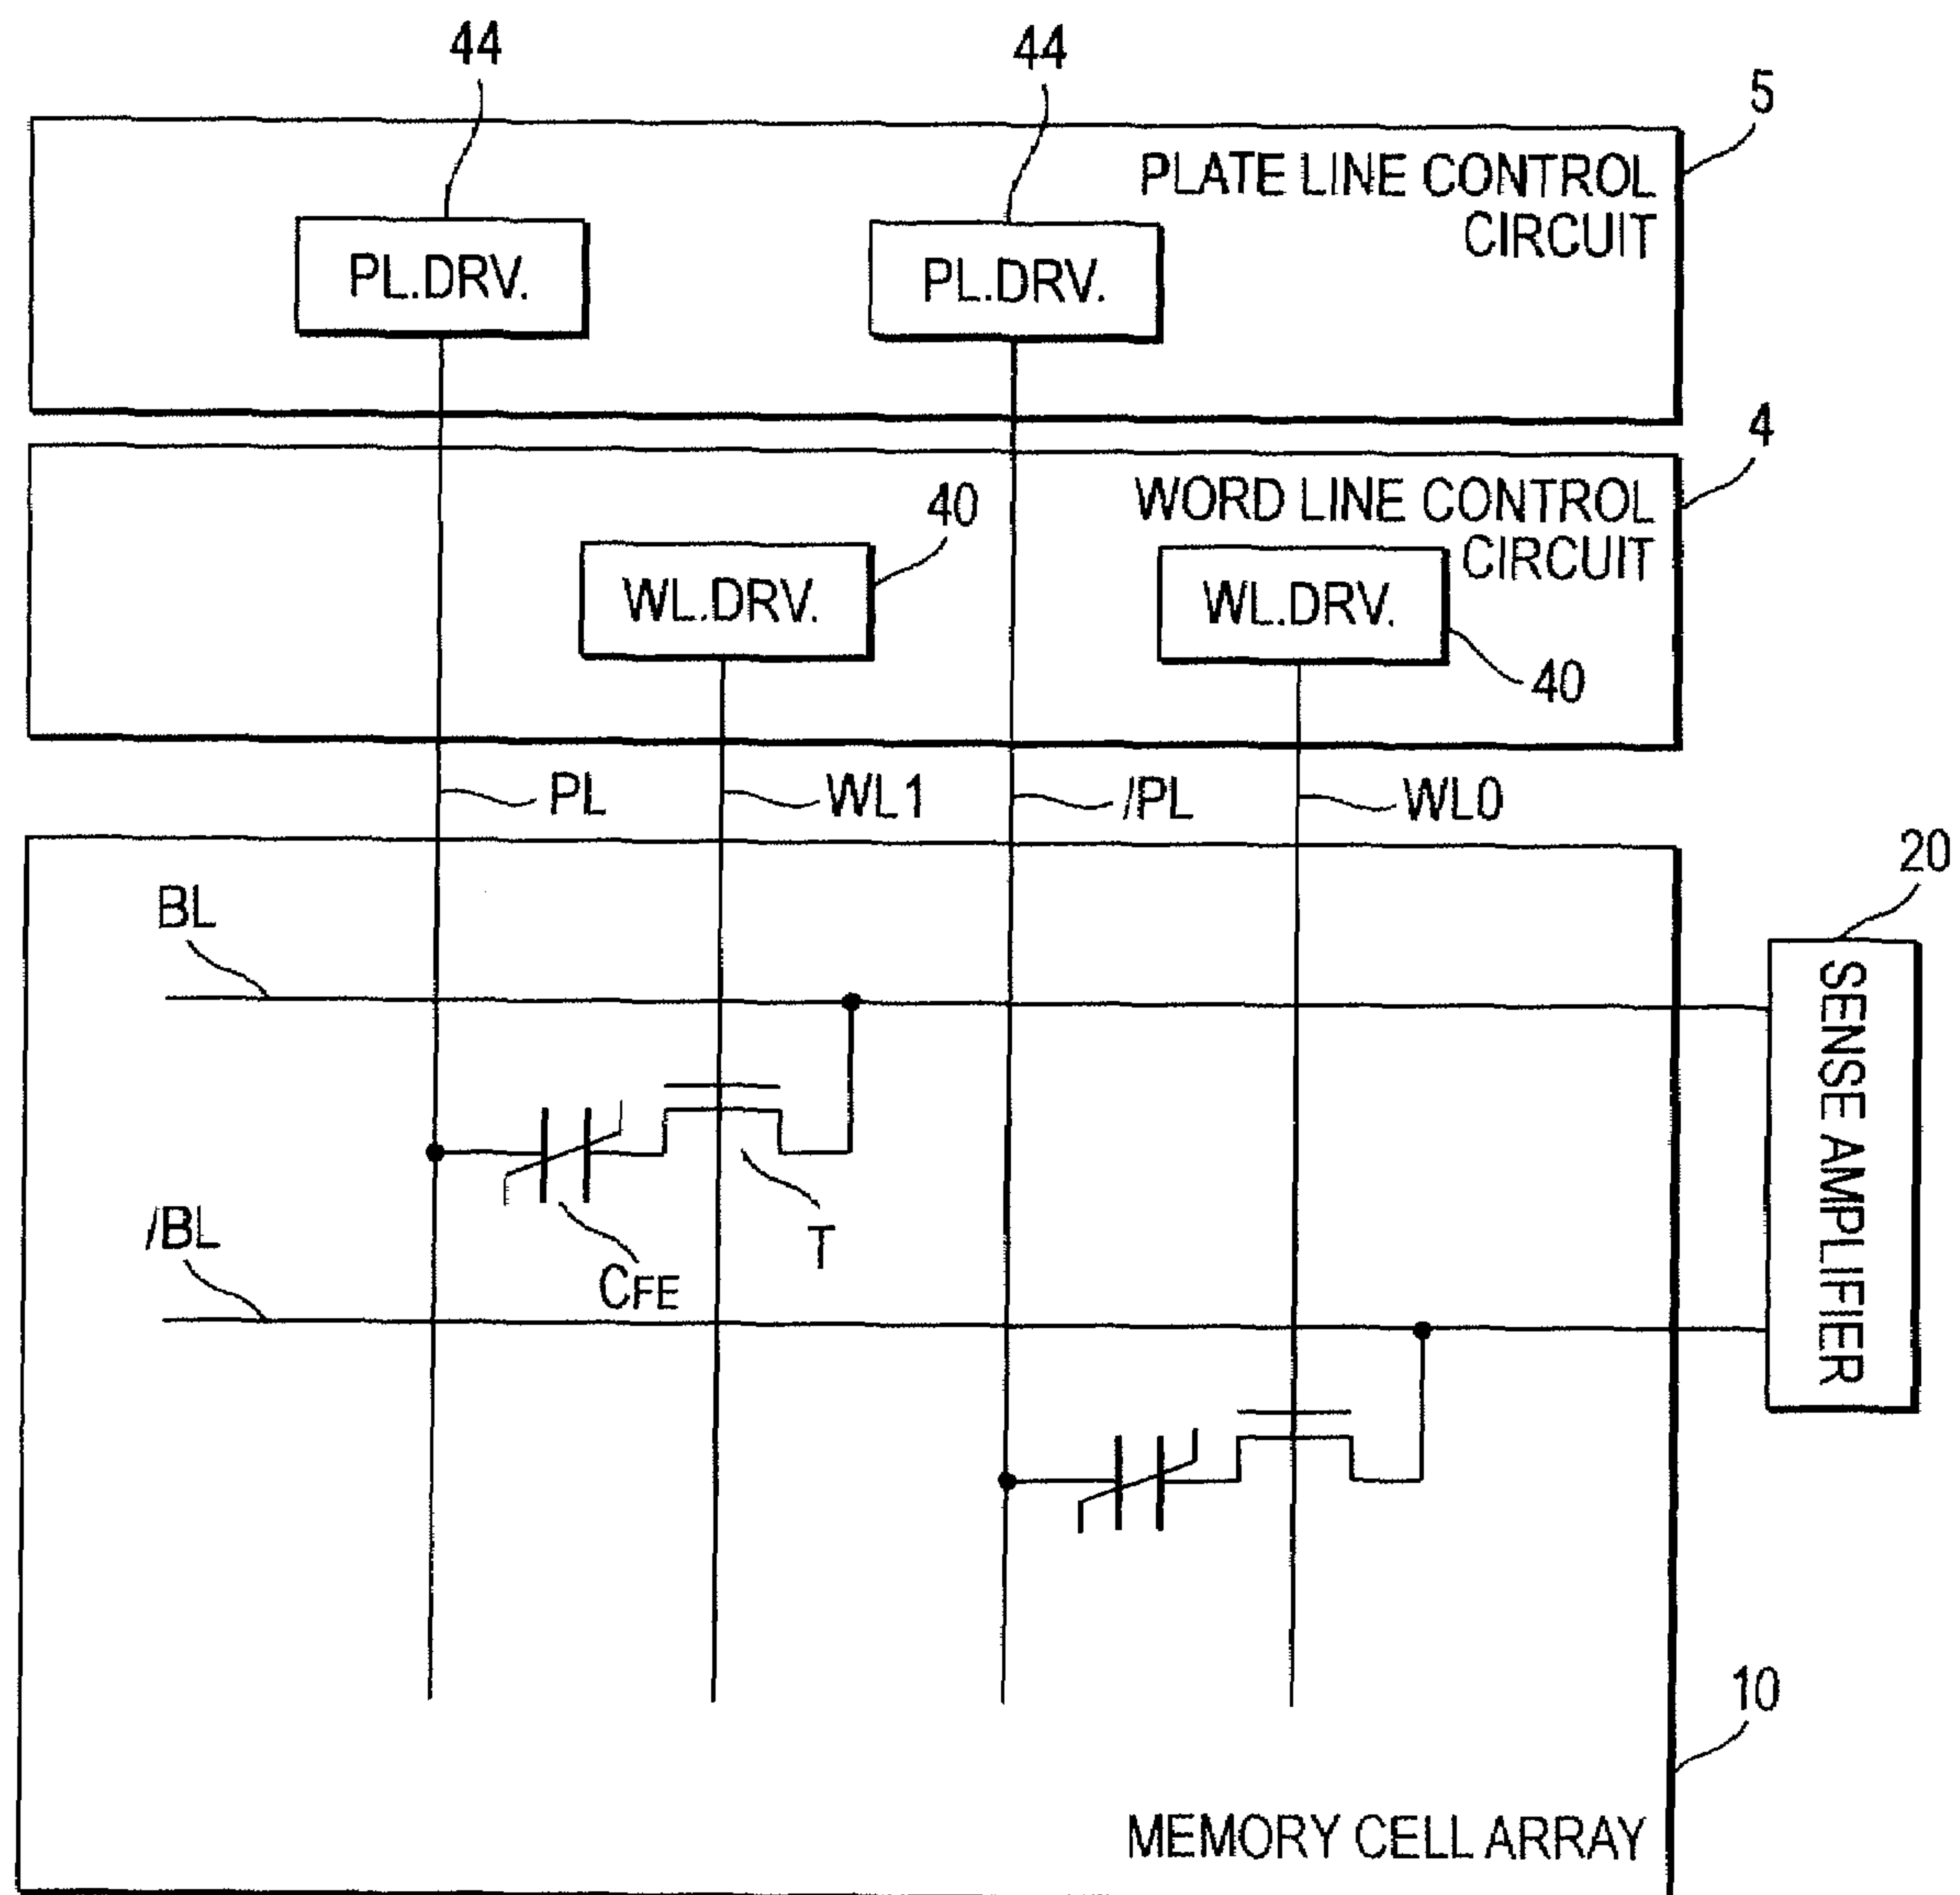 44
44
5
PLATE LINE CONTROL
CIRCUIT
PL.DRV.
PL.DRV.
4
WORD LINE CONTROL
CIRCUIT
40
WL.DRV.
WL.DRV.
40
PL
WL1
/PL
WL0
20
BL
SENSE AMPLIFIER
/BL
T
CFE
10
MEMORY CELL ARRAY